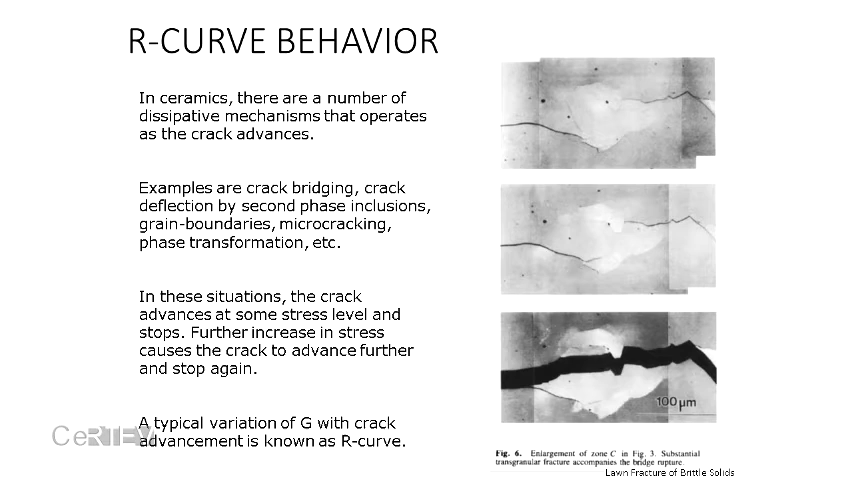 R-CURVE BEHAVIOR
In ceramics, there are a number of
dissipative mechanisms that operates
as the crack advances.
Examples are crack bridging, crack
deflection by second phase inclusions,
grain-boundaries, microcracking,
phase transformation, etc.
In these situations, the crack
advances at some stress level and
stops. Further increase in stress
causes the crack to advance further
and stop again.
A typical variation of G with crack
advancement is known as R-curve.
CeRTEV
100 µm
Fig. 6. Enlargement of zone C in Fig. 3. Substantial
transgranular fracture accompanies the bridge rupture.
Lawn Fracture of Brittle Solids